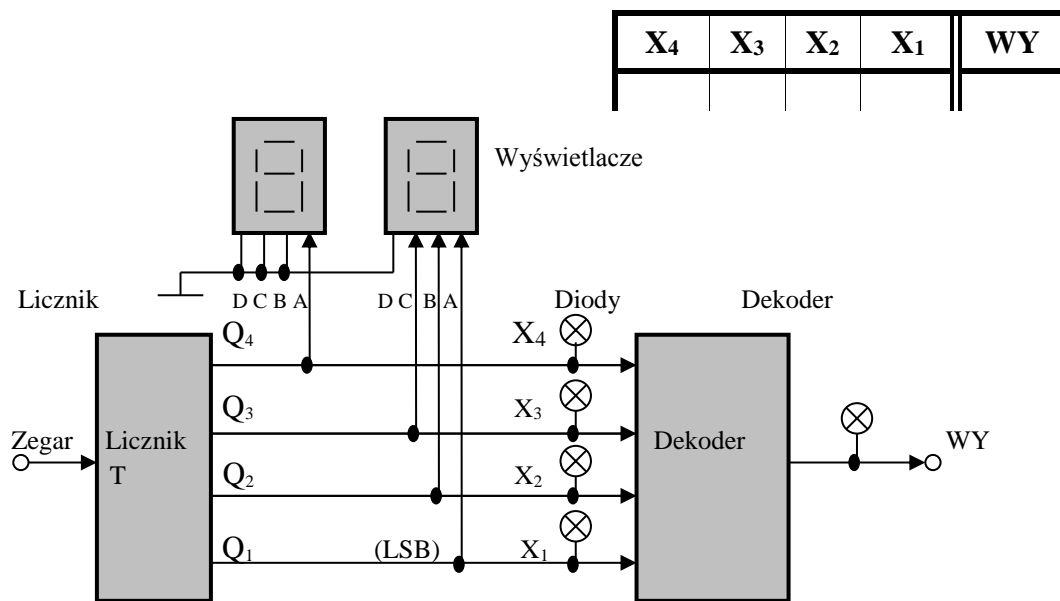 X₄ X₃ X₂ X₁ WY
Wyświetlacze
D C B A D C B A
Licznik Diody Dekoder
Q₄ X₄
Q₃ X₃
Zegar Licznik Dekoder WY
T
Q₂ X₂
Q₁ (LSB) X₁